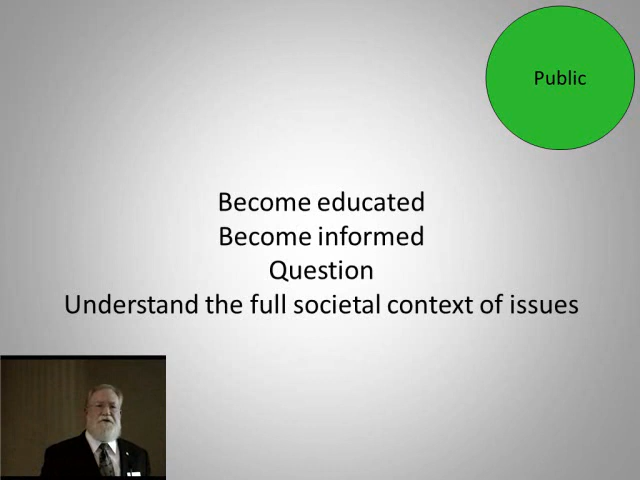 Public
Become educated
Become informed
Question
Understand the full societal context of issues